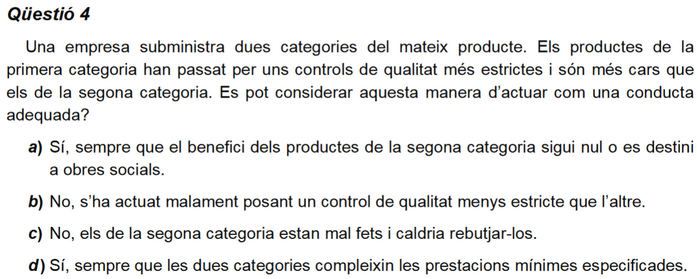 Qüestió 4
Una empresa subministra dues categories del mateix producte. Els productes de la
primera categoria han passat per uns controls de qualitat més estrictes i són més cars que
els de la segona categoria. Es pot considerar aquesta manera d'actuar com una conducta
adequada?
a) Sí, sempre que el benefici dels productes de la segona categoria sigui nul o es destini
a obres socials.
b) No, s'ha actuat malament posant un control de qualitat menys estricte que l'altre.
c) No, els de la segona categoria estan mal fets i caldria rebutjar-los.
d) Sí, sempre que les dues categories compleixin les prestacions mínimes especificades.